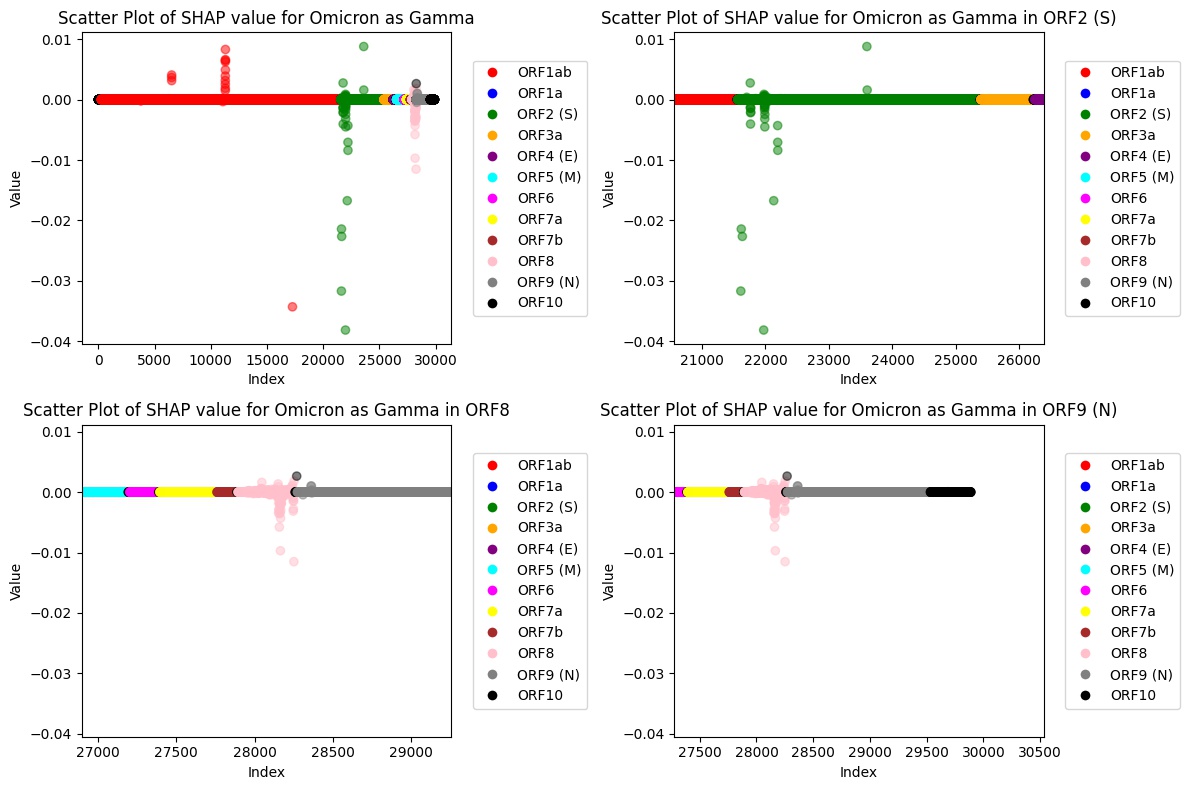 Scatter Plot of SHAP value for Omicron as Gamma
0.01
0.00
−0.01
−0.02
−0.03
−0.04
Value
0
5000
10000
15000
20000
25000
30000
Index
ORF1ab
ORF1a
ORF2 (S)
ORF3a
ORF4 (E)
ORF5 (M)
ORF6
ORF7a
ORF7b
ORF8
ORF9 (N)
ORF10
Scatter Plot of SHAP value for Omicron as Gamma in ORF2 (S)
0.01
0.00
−0.01
−0.02
−0.03
−0.04
Value
21000
22000
23000
24000
25000
26000
Index
ORF1ab
ORF1a
ORF2 (S)
ORF3a
ORF4 (E)
ORF5 (M)
ORF6
ORF7a
ORF7b
ORF8
ORF9 (N)
ORF10
Scatter Plot of SHAP value for Omicron as Gamma in ORF8
0.01
0.00
−0.01
−0.02
−0.03
−0.04
Value
27000
27500
28000
28500
29000
Index
ORF1ab
ORF1a
ORF2 (S)
ORF3a
ORF4 (E)
ORF5 (M)
ORF6
ORF7a
ORF7b
ORF8
ORF9 (N)
ORF10
Scatter Plot of SHAP value for Omicron as Gamma in ORF9 (N)
0.01
0.00
−0.01
−0.02
−0.03
−0.04
Value
27500
28000
28500
29000
29500
30000
30500
Index
ORF1ab
ORF1a
ORF2 (S)
ORF3a
ORF4 (E)
ORF5 (M)
ORF6
ORF7a
ORF7b
ORF8
ORF9 (N)
ORF10